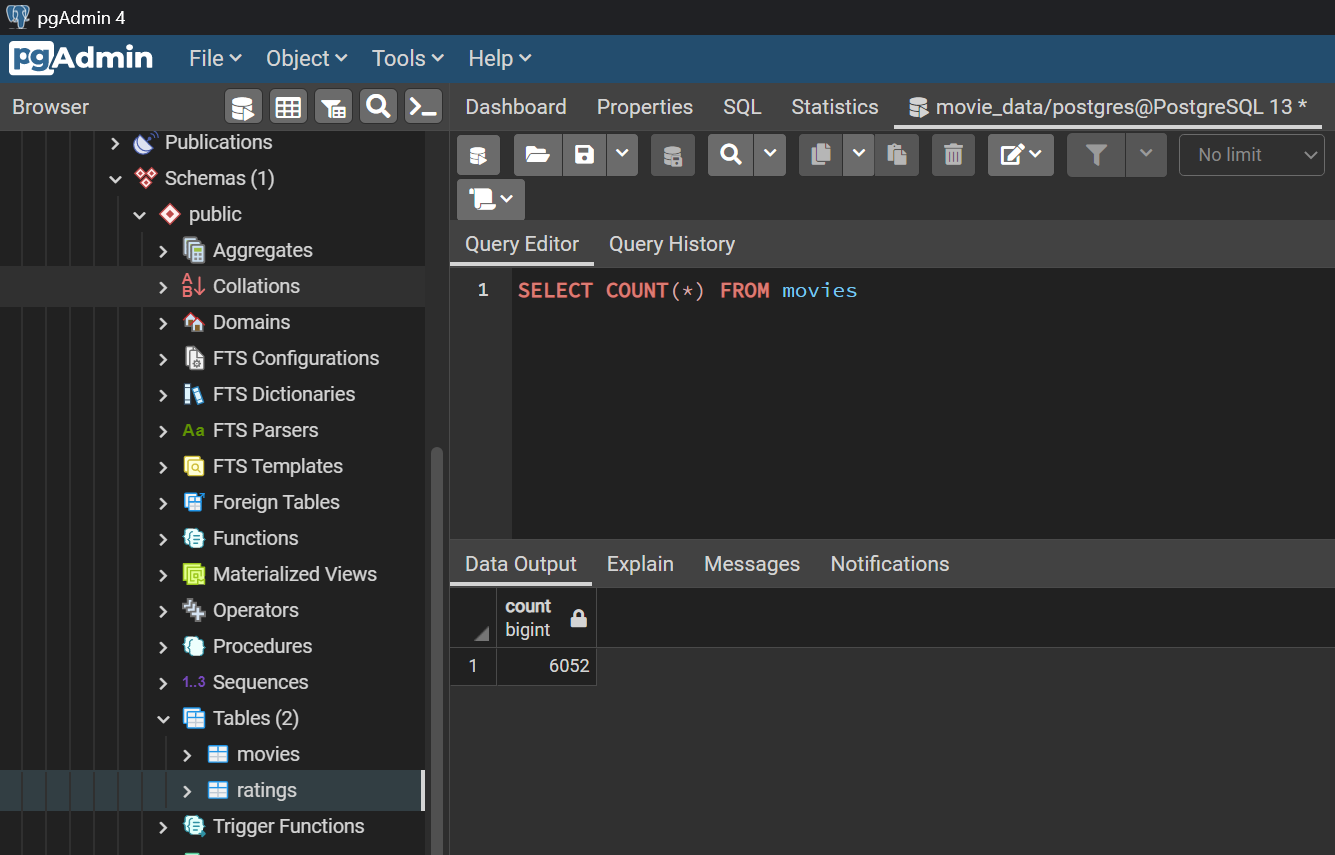 pgAdmin 4
pgAdmin File Object Tools Help
Browser
Dashboard Properties SQL Statistics movie_data/postgres@PostgreSQL 13 *
No limit
Publications
Schemas (1)
public
Aggregates
Collations
Domains
FTS Configurations
FTS Dictionaries
Aa FTS Parsers
FTS Templates
Foreign Tables
Functions
Materialized Views
Operators
Procedures
1..3 Sequences
Tables (2)
movies
ratings
Trigger Functions
Query Editor Query History
1 SELECT COUNT(*) FROM movies
Data Output Explain Messages Notifications
count
bigint
1 6052